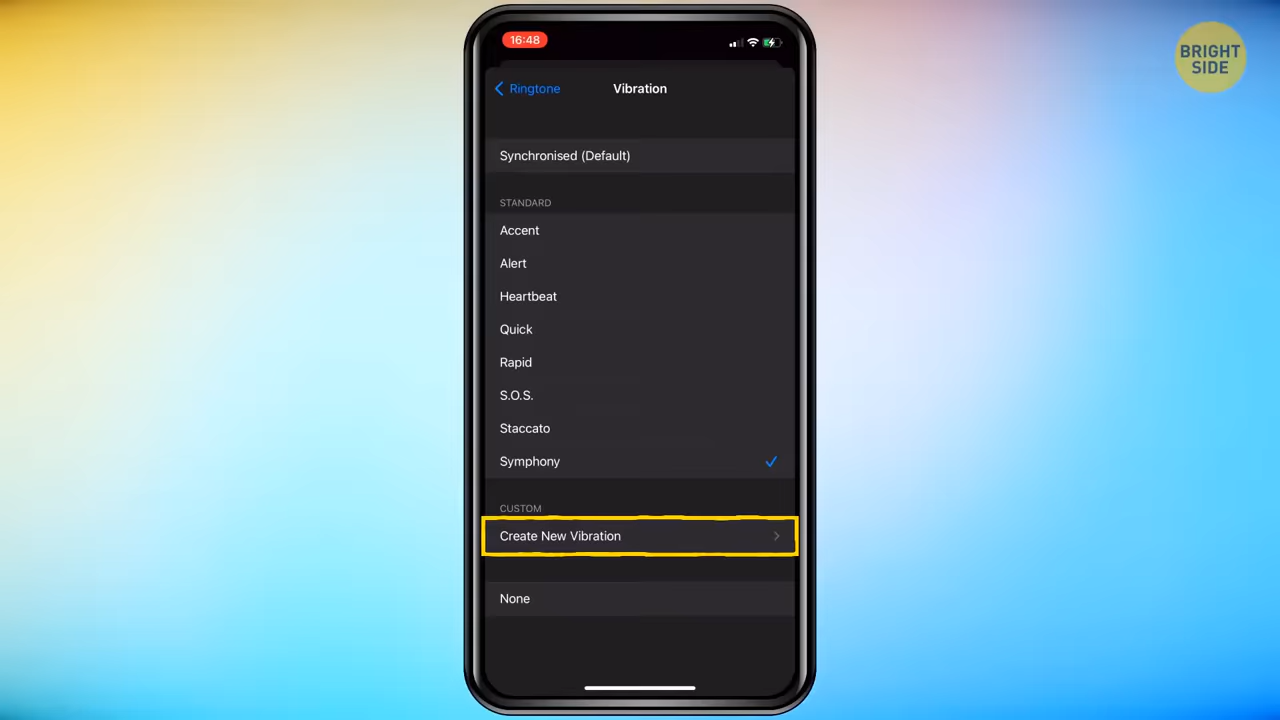 16:48
BRIGHT
SIDE
Ringtone
Vibration
Synchronised (Default)
STANDARD
Accent
Alert
Heartbeat
Quick
Rapid
S.O.S.
Staccato
Symphony
CUSTOM
Create New Vibration
None